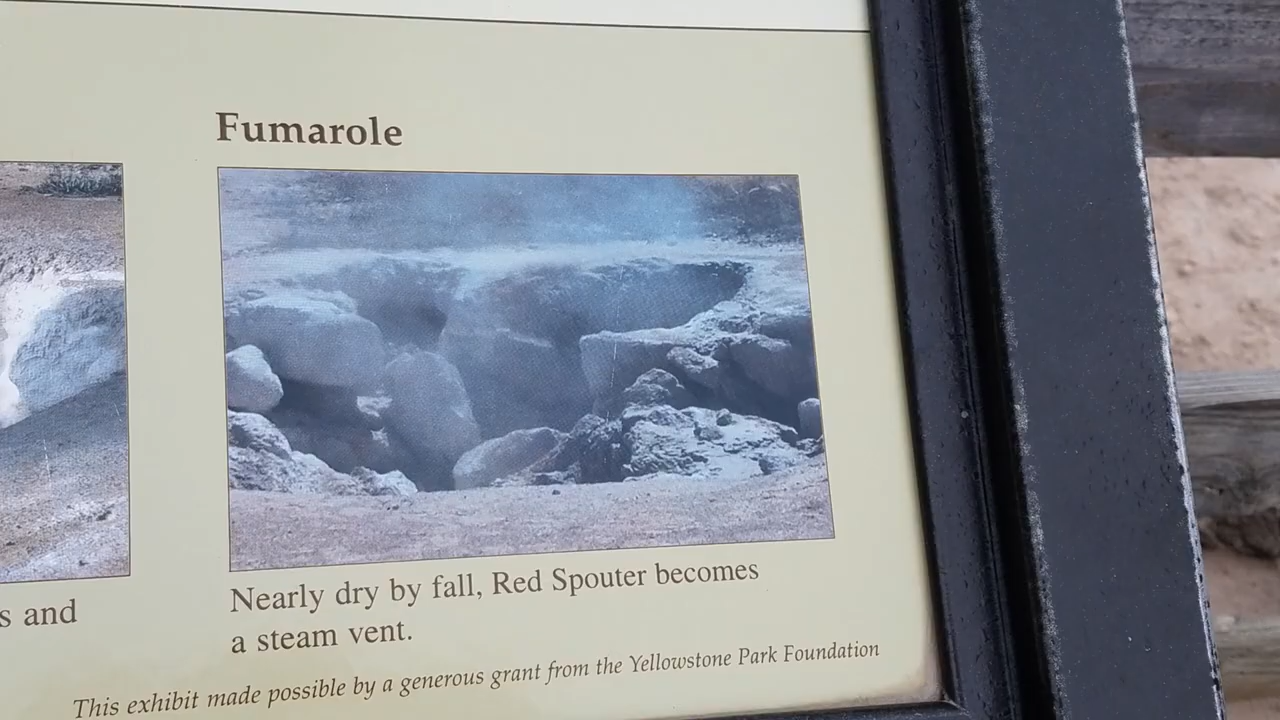 Fumarole
s and
Nearly dry by fall, Red Spouter becomes
a steam vent.
This exhibit made possible by a generous grant from the Yellowstone Park Foundation